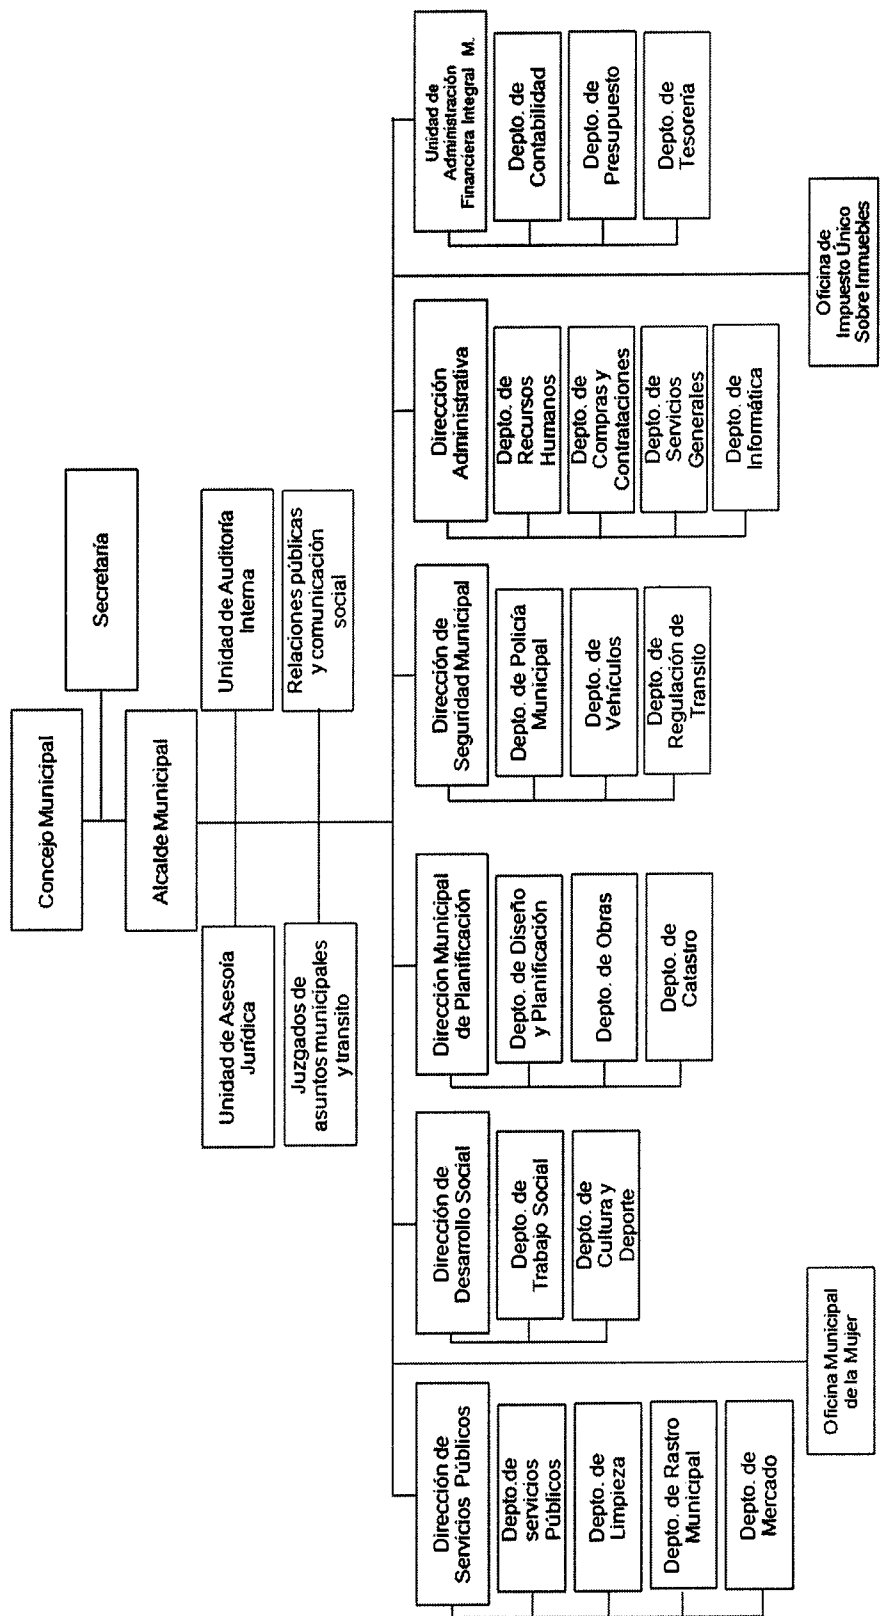 Concejo Municipal
Secretaría
Alcalde Municipal
Unidad de Asesoía
Jurídica
Unidad de Auditoría
Interna
Juzgados de
asuntos municipales
y transito
Relaciones públicas
y comunicación
social
Dirección de
Servicios Públicos
Depto.de
servicios
Públicos
Depto. de
Limpieza
Depto. de Rastro
Municipal
Depto. de
Mercado
Dirección de
Desarrollo Social
Depto. de
Trabajo Social
Depto. de
Cultura y
Deporte
Dirección Municipal
de Planificación
Depto. de Diseño
y Planificación
Depto. de Obras
Depto. de
Catastro
Dirección de
Seguridad Municipal
Depto. de Policía
Municipal
Depto. de
Vehículos
Depto. de
Regulación de
Transito
Dirección
Administrativa
Depto. de
Recursos
Humanos
Depto. de
Compras y
Contrataciones
Depto. de
Servicios
Generales
Depto. de
Informática
Unidad de
Administración
Financiera Integral M.
Depto. de
Contabilidad
Depto. de
Presupuesto
Depto. de
Tesorería
Oficina Municipal
de la Mujer
Oficina de
Impuesto Único
Sobre Inmuebles